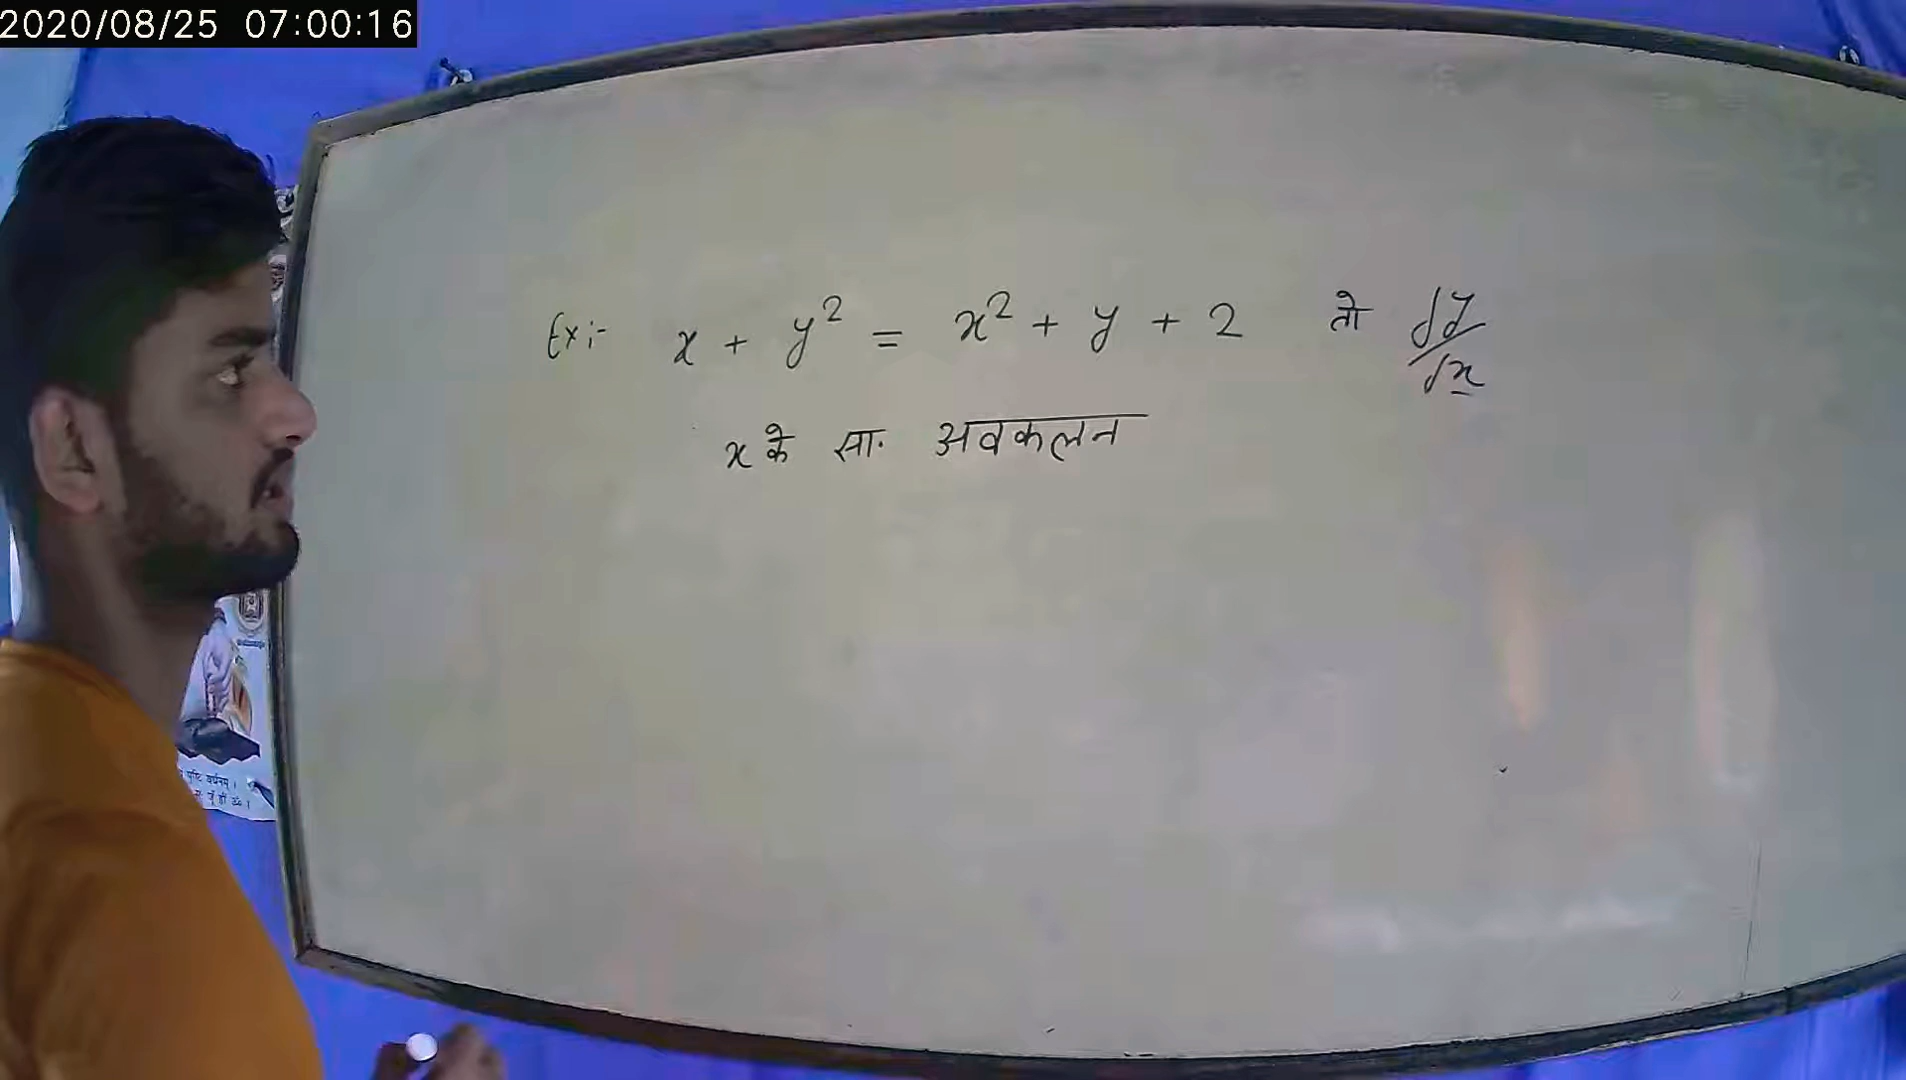 2020/08/25 07:00:16
Ex:- x + y² = x² + y + 2 तो dy/dx
x के सा. अवकलन